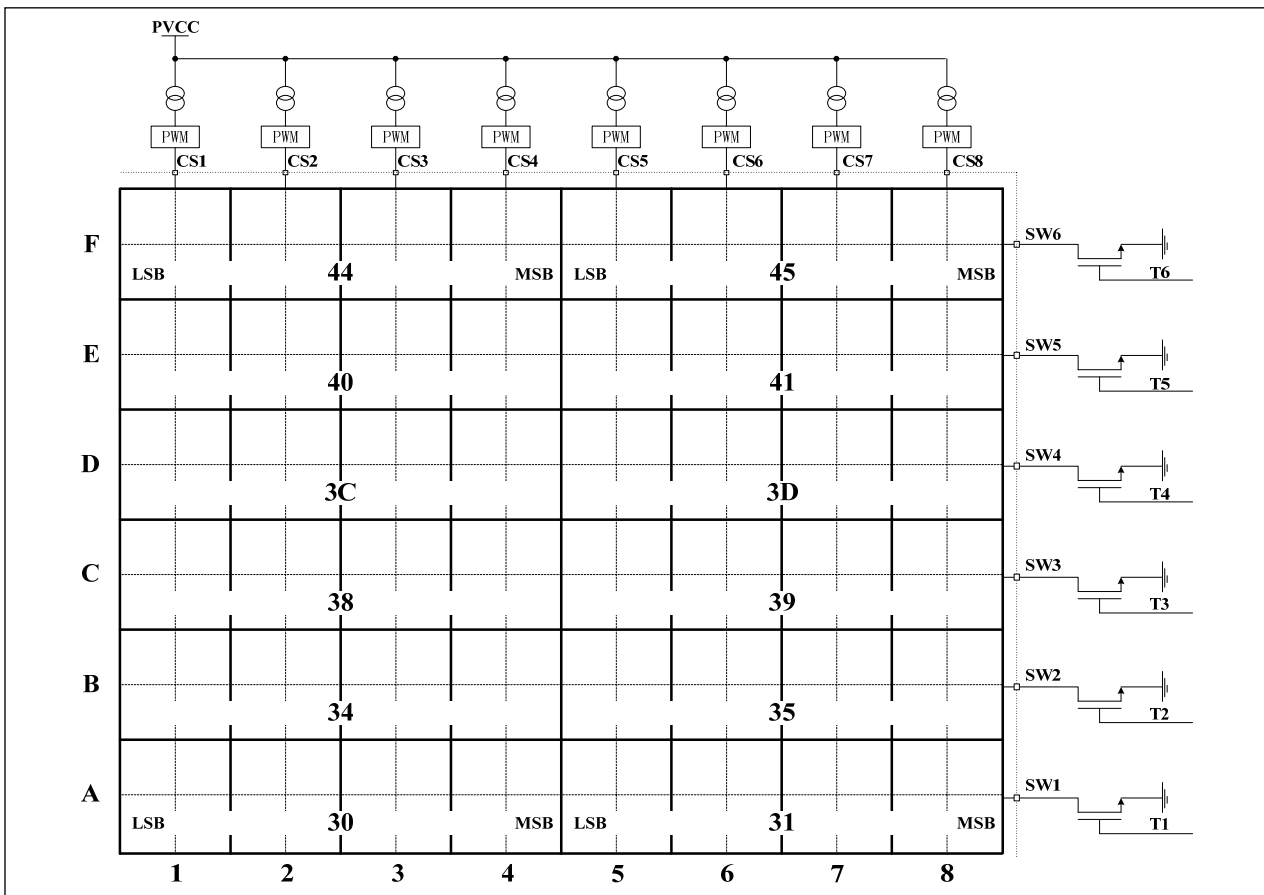 PVCC
PWM PWM PWM PWM PWM PWM PWM PWM
CS1 CS2 CS3 CS4 CS5 CS6 CS7 CS8
F SW6
LSB 44 MSB LSB 45 MSB T6
E SW5
40 41 T5
D SW4
3C 3D T4
C SW3
38 39 T3
B SW2
34 35 T2
A SW1
LSB 30 MSB LSB 31 MSB T1
1 2 3 4 5 6 7 8